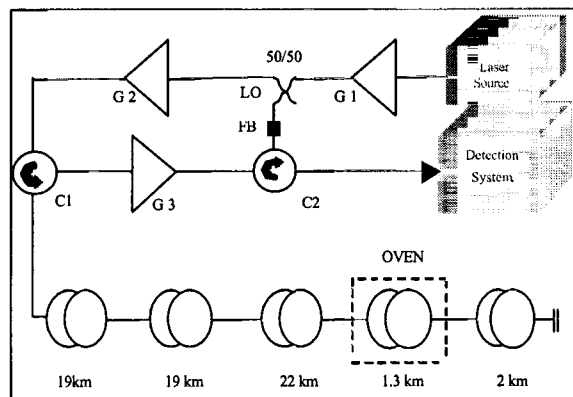 50/50
G 2
LO
G 1
Laser
Source
FB
C1
G 3
C2
Detection
System
OVEN
19km
19 km
22 km
1.3 km
2 km